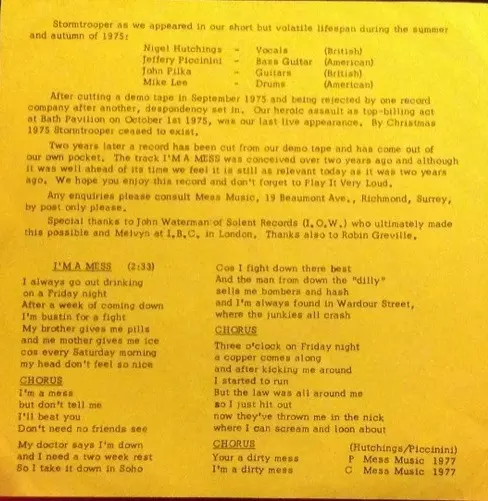 Stormtrooper as we appeared in our short but volatile lifespan during the summer
and autumn of 1975:
Nigel Hutchings - Vocals (British)
Jeffery Piccinini - Bass Guitar (American)
John Pilka - Guitars (British)
Mike Lee - Drums (American)
After cutting a demo tape in September 1975 and being rejected by one record
company after another, despondency set in. Our heroic assault as top-billing act
at Bath Pavilion on October 1st 1975, was our last live appearance. By Christmas
1975 Stormtrooper ceased to exist.
Two years later a record has been cut from our demo tape and has come out of
our own pocket. The track I'M A MESS was conceived over two years ago and although
it was well ahead of its time we feel it is still as relevant today as it was two years
ago. We hope you enjoy this record and don't forget to Play It Very Loud.
Any enquiries please consult Mess Music, 19 Beaumont Ave., Richmond, Surrey,
by post only please.
Special thanks to John Waterman of Solent Records (I.O.W.) who ultimately made
this possible and Melvyn at I.B.C. in London. Thanks also to Robin Greville.
I'M A MESS (2:33)
I always go out drinking
on a Friday night
After a week of coming down
I'm bustin for a fight
My brother gives me pills
and me mother gives me ice
cos every Saturday morning
my head don't feel so nice
CHORUS
I'm a mess
but don't tell me
I'll beat you
Don't need no friends see
My doctor says I'm down
and I need a two week rest
So I take it down in Soho
Cos I fight down there best
And the man from down the "dilly"
sells me bombers and hash
and I'm always found in Wardour Street,
where the junkies all crash
CHORUS
Three o'clock on Friday night
a copper comes along
and after kicking me around
I started to run
But the law was all around me
so I just hit out
now they've thrown me in the nick
where I can scream and loon about
CHORUS
Your a dirty mess
I'm a dirty mess
(Hutchings/Piccinini)
P Mess Music 1977
C Mess Music 1977